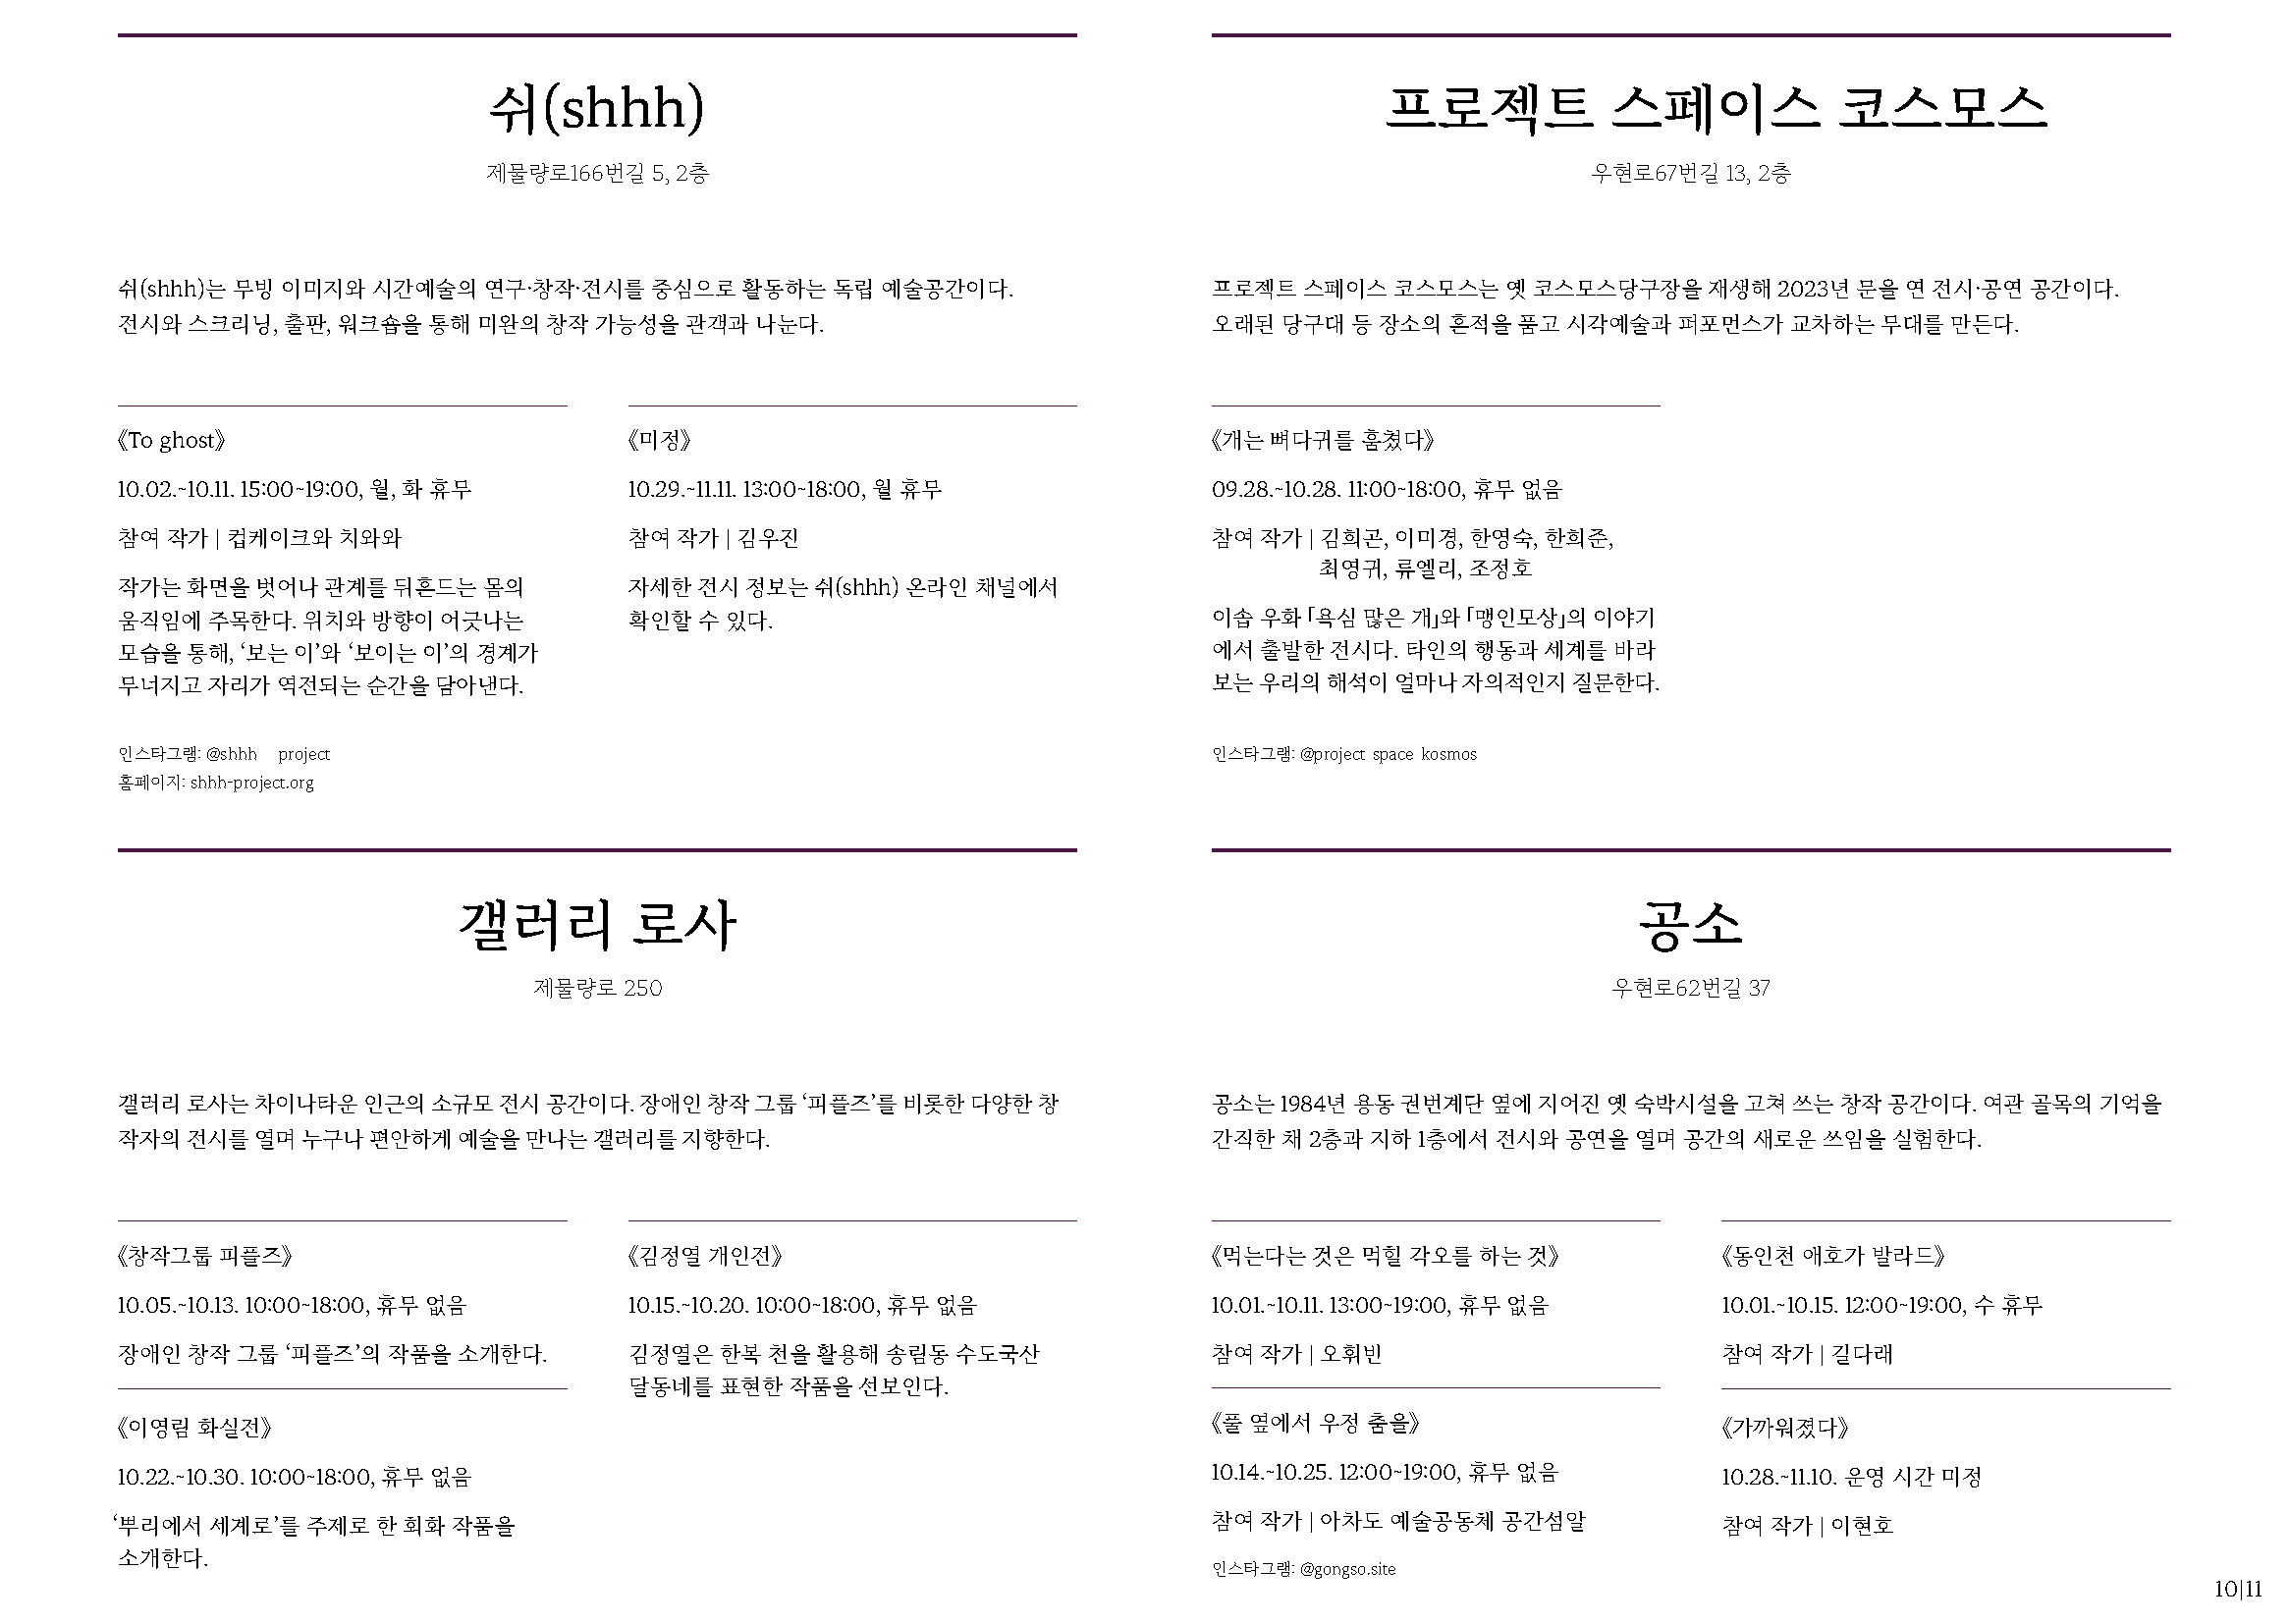 쉬(shhh)
제물량로166번길 5, 2층
쉬(shhh)는 무빙 이미지와 시간예술의 연구·창작·전시를 중심으로 활동하는 독립 예술공간이다.
전시와 스크리닝, 출판, 워크숍을 통해 미완의 창작 가능성을 관객과 나눈다.
《To ghost》
10.02.~10.11. 15:00~19:00, 월, 화 휴무
참여 작가 | 컵케이크와 치와와
작가는 화면을 벗어나 관계를 뒤흔드는 몸의
움직임에 주목한다. 위치와 방향이 어긋나는
모습을 통해, ‘보는 이’와 ‘보이는 이’의 경계가
무너지고 자리가 역전되는 순간을 담아낸다.
《미정》
10.29.~11.11. 13:00~18:00, 월 휴무
참여 작가 | 김우진
자세한 전시 정보는 쉬(shhh) 온라인 채널에서
확인할 수 있다.
인스타그램: @shhh project
홈페이지: shhh-project.org
프로젝트 스페이스 코스모스
우현로67번길 13, 2층
프로젝트 스페이스 코스모스는 옛 코스모스당구장을 재생해 2023년 문을 연 전시·공연 공간이다.
오래된 당구대 등 장소의 흔적을 품고 시각예술과 퍼포먼스가 교차하는 무대를 만든다.
《개는 뼈다귀를 훔쳤다》
09.28.~10.28. 11:00~18:00, 휴무 없음
참여 작가 | 김희곤, 이미경, 한영숙, 한희준,
최영귀, 류엘리, 조정호
이솝 우화 「욕심 많은 개」와 「맹인모상」의 이야기
에서 출발한 전시다. 타인의 행동과 세계를 바라
보는 우리의 해석이 얼마나 자의적인지 질문한다.
인스타그램: @project space kosmos
갤러리 로사
제물량로 250
갤러리 로사는 차이나타운 인근의 소규모 전시 공간이다. 장애인 창작 그룹 ‘피플즈’를 비롯한 다양한 창
작자의 전시를 열며 누구나 편안하게 예술을 만나는 갤러리를 지향한다.
《창작그룹 피플즈》
10.05.~10.13. 10:00~18:00, 휴무 없음
장애인 창작 그룹 ‘피플즈’의 작품을 소개한다.
《이영림 화실전》
10.22.~10.30. 10:00~18:00, 휴무 없음
‘뿌리에서 세계로’를 주제로 한 회화 작품을
소개한다.
《김정열 개인전》
10.15.~10.20. 10:00~18:00, 휴무 없음
김정열은 한복 천을 활용해 송림동 수도국산
달동네를 표현한 작품을 선보인다.
공소
우현로62번길 37
공소는 1984년 용동 권번계단 옆에 지어진 옛 숙박시설을 고쳐 쓰는 창작 공간이다. 여관 골목의 기억을
간직한 채 2층과 지하 1층에서 전시와 공연을 열며 공간의 새로운 쓰임을 실험한다.
《먹는다는 것은 먹힐 각오를 하는 것》
10.01.~10.11. 13:00~19:00, 휴무 없음
참여 작가 | 오휘빈
《풀 옆에서 우정 춤을》
10.14.~10.25. 12:00~19:00, 휴무 없음
참여 작가 | 아차도 예술공동체 공간섬알
《동인천 애호가 발라드》
10.01.~10.15. 12:00~19:00, 수 휴무
참여 작가 | 길다래
《가까워졌다》
10.28.~11.10. 운영 시간 미정
참여 작가 | 이현호
인스타그램: @gongso.site
10|11